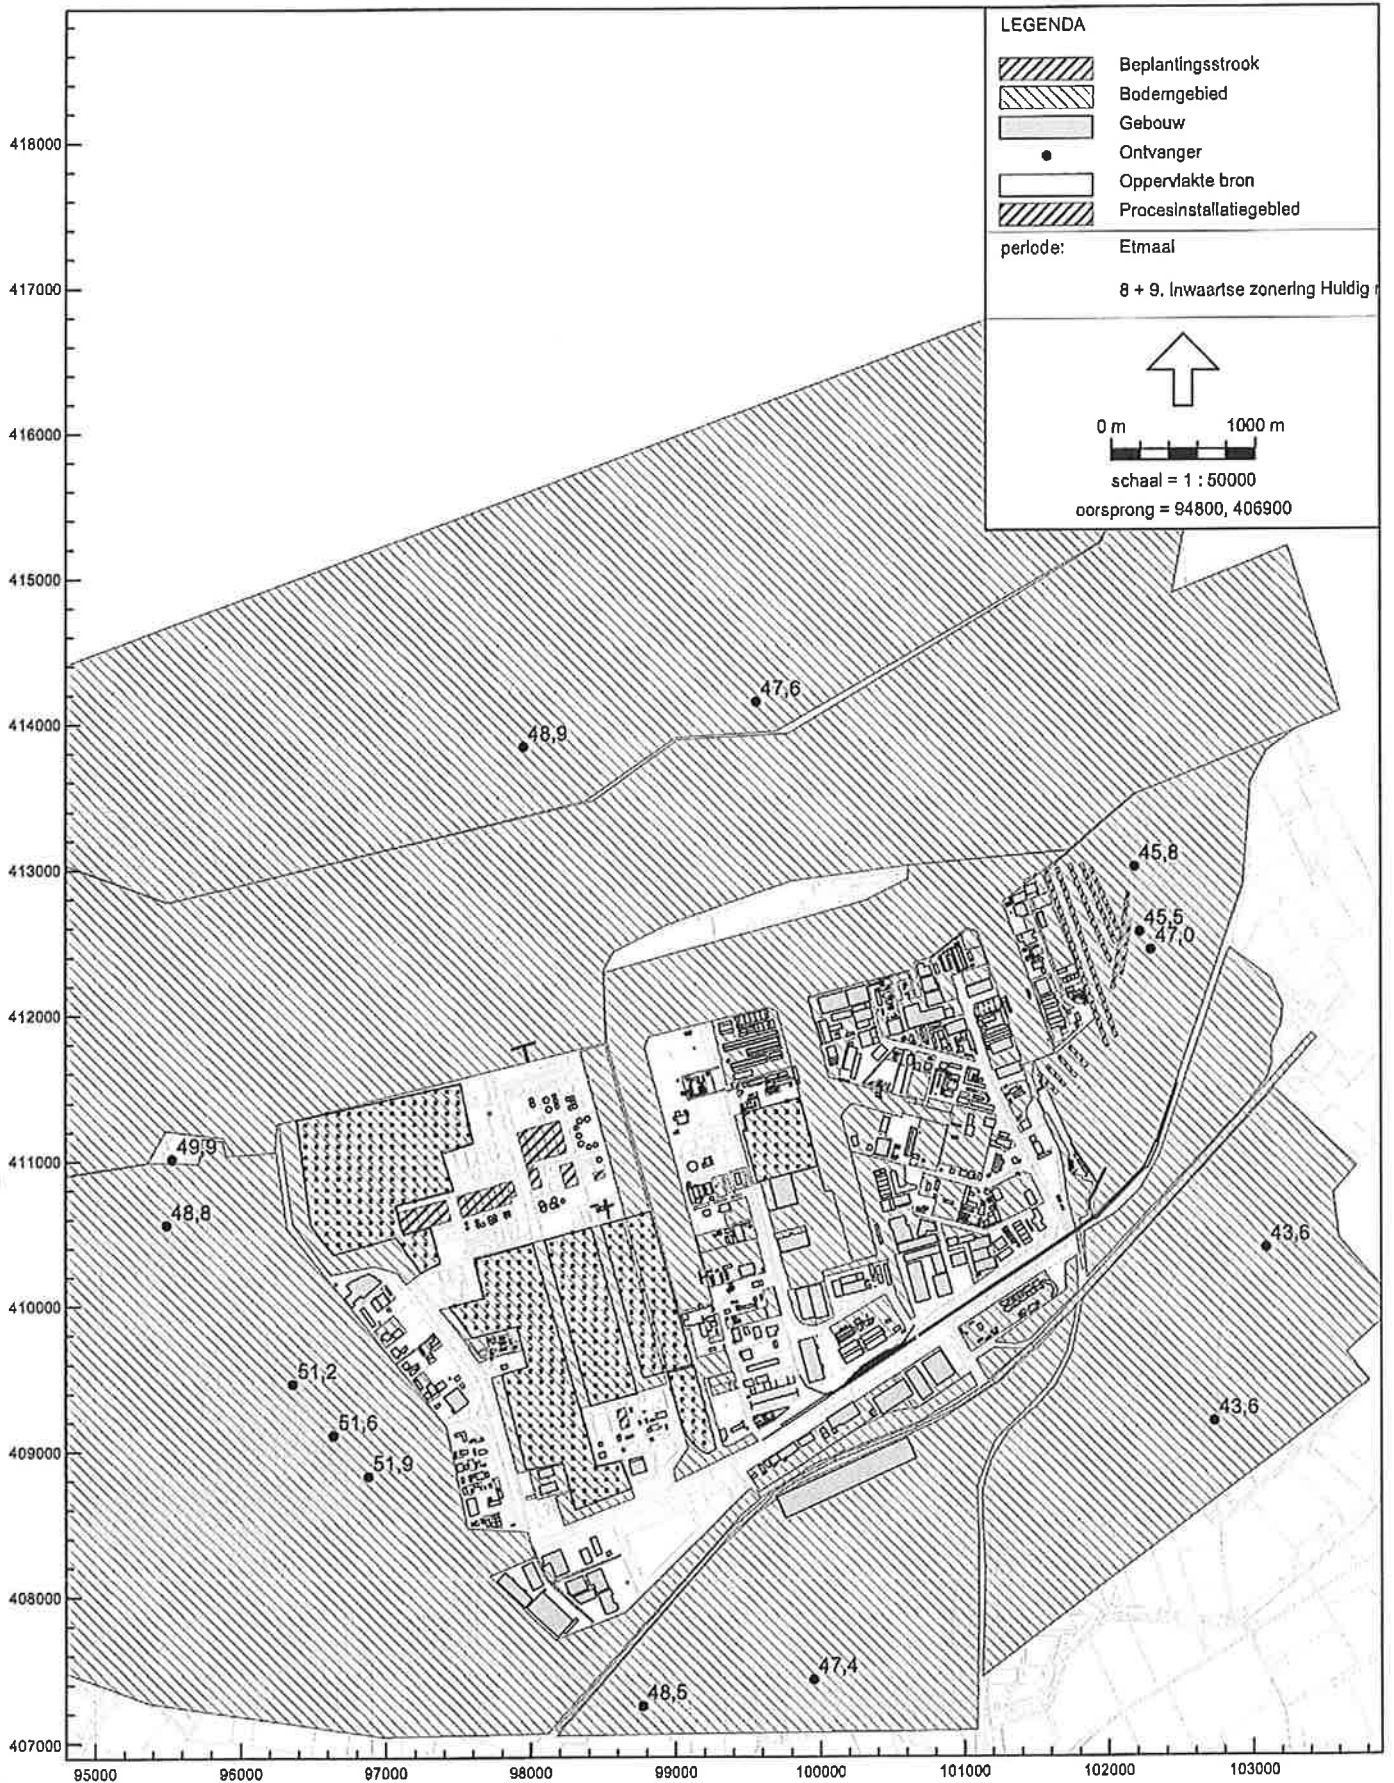 LEGENDA
Beplantingsstrook
Bodemgebied
Gebouw
Ontvanger
Oppervlakte bron
Procesinstallatiegebied
periode: Etmaal
8 + 9. Inwaartse zonering Huldig
0 m 1000 m
schaal = 1 : 50000
oorsprong = 94800, 406900
418000
417000
416000
415000
414000
413000
412000
411000
410000
409000
408000
407000
47,6
48,9
45,8
45,5
47,0
49,9
48,8
43,6
51,2
51,6
43,6
51,9
47,4
48,5
95000 96000 97000 98000 99000 100000 101000 102000 103000